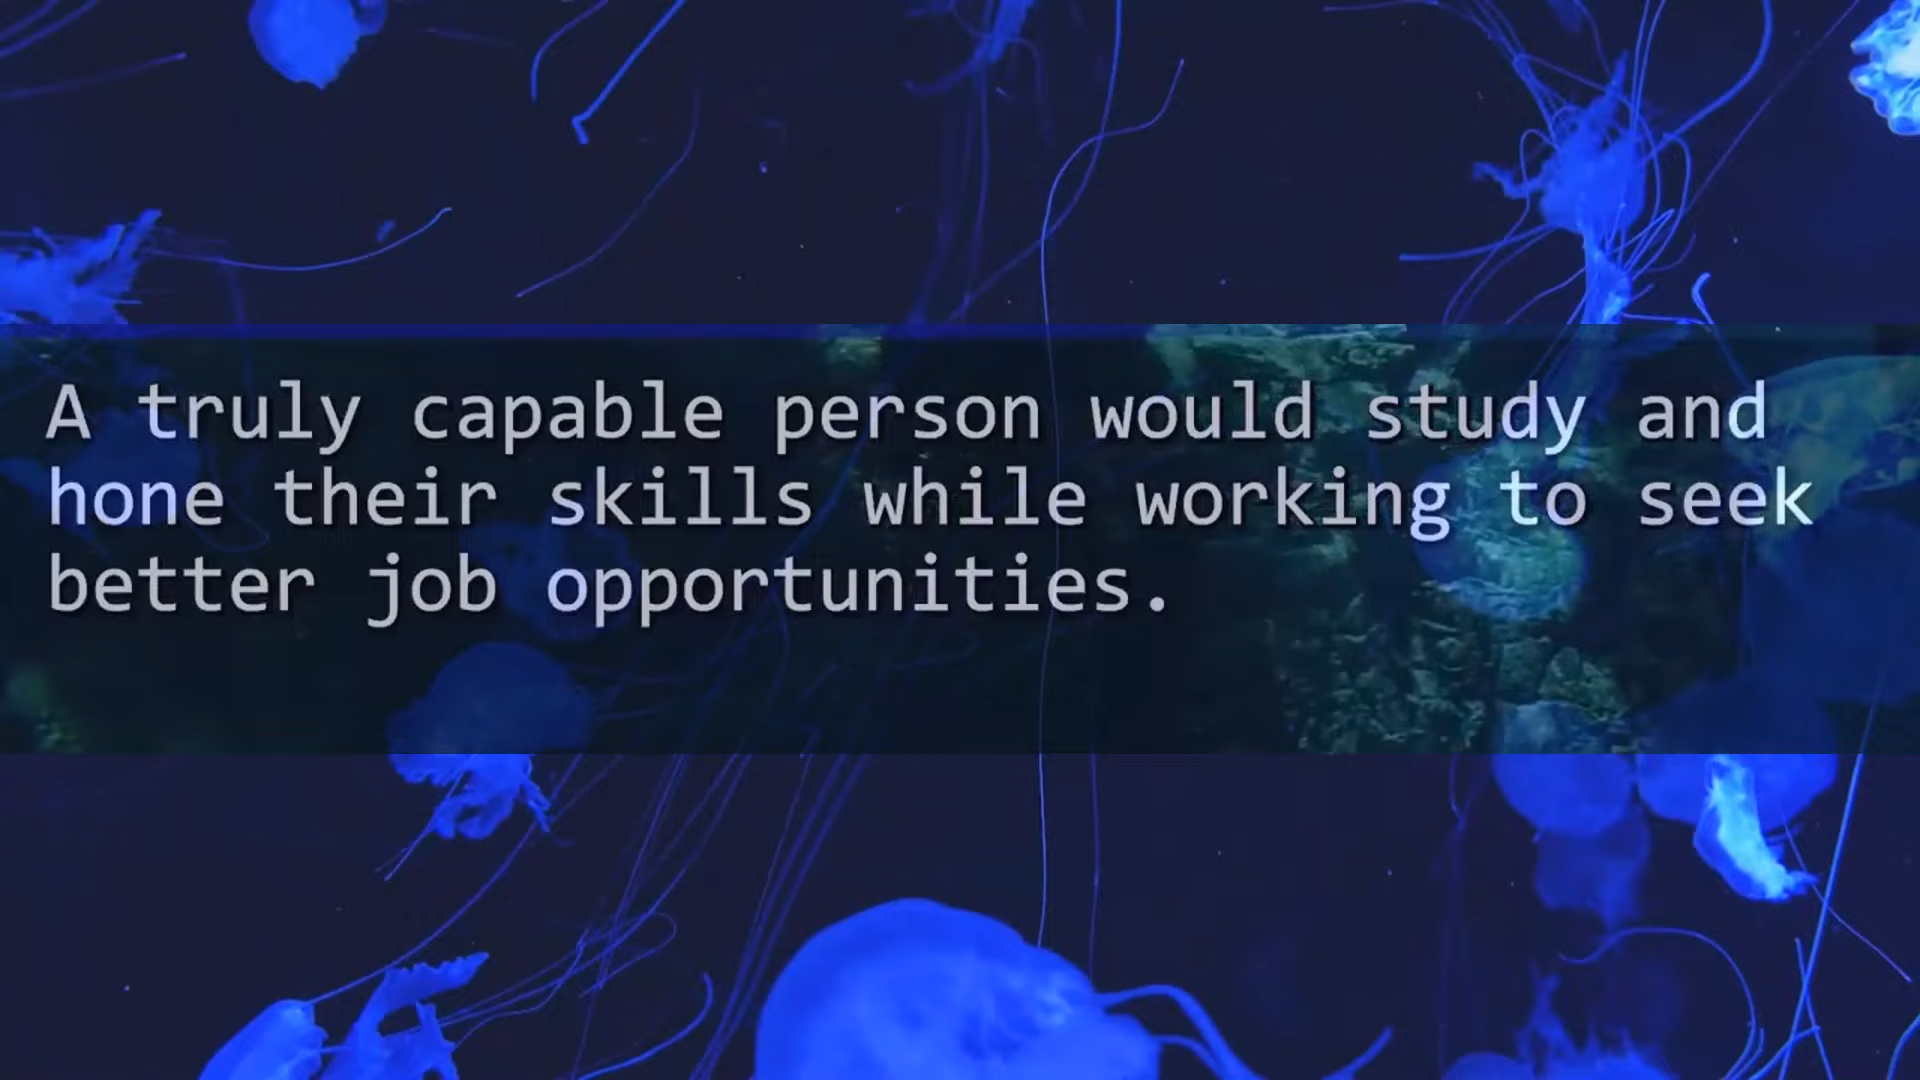 A truly capable person would study and
hone their skills while working to seek
better job opportunities.